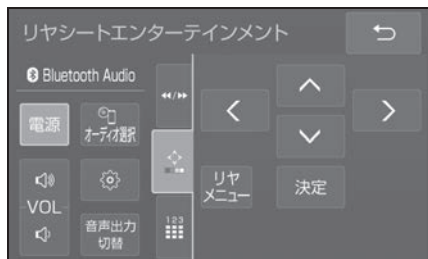 リヤシートエンターテインメント
Bluetooth Audio
電源
オーディオ選択
VOL
音声出力
切替
123
リヤ
メニュー
決定